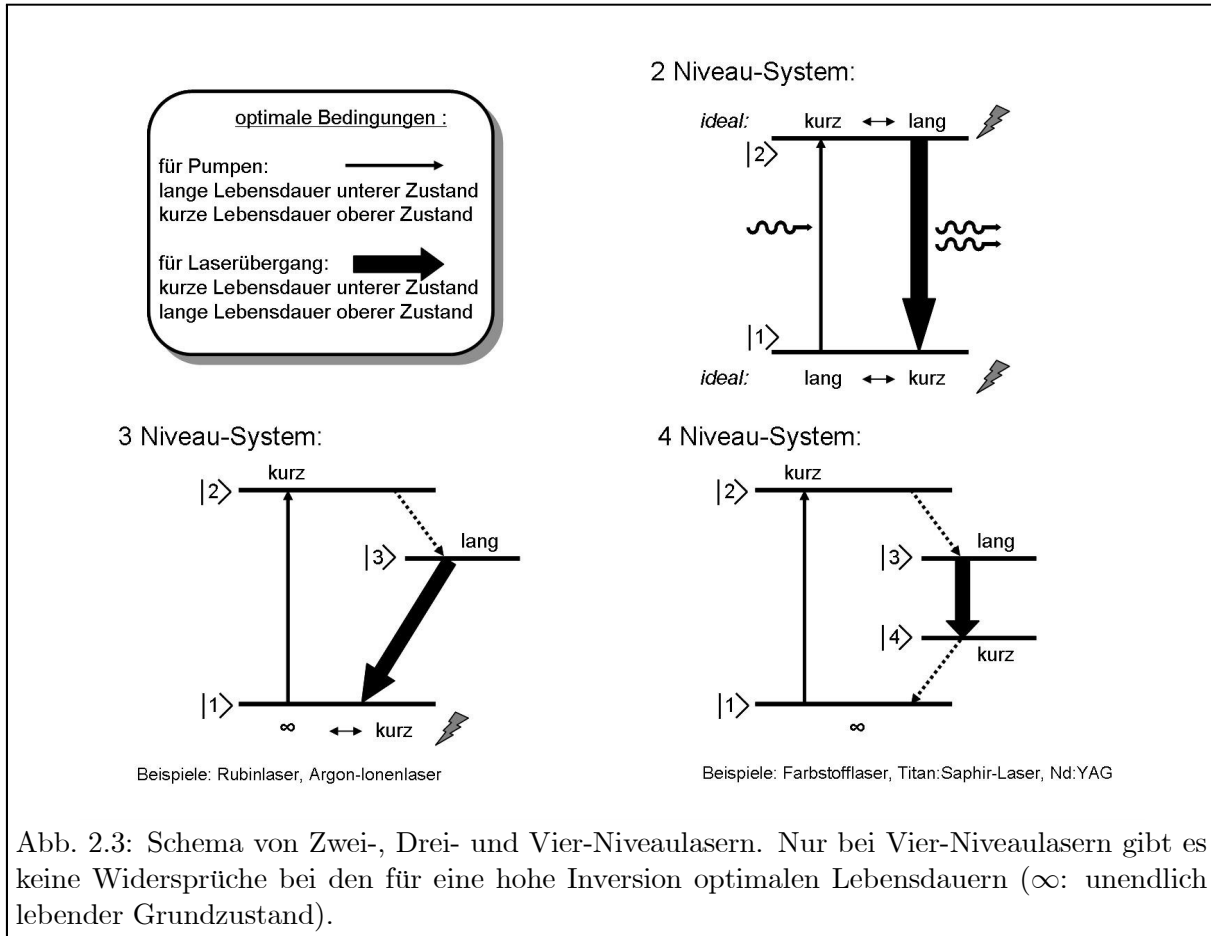 optimale Bedingungen :
für Pumpen:
lange Lebensdauer unterer Zustand
kurze Lebensdauer oberer Zustand
für Laserübergang:
kurze Lebensdauer unterer Zustand
lange Lebensdauer oberer Zustand
2 Niveau-System:
ideal: kurz ↔ lang
|2⟩
|1⟩
ideal: lang ↔ kurz
3 Niveau-System:
kurz
|2⟩
lang
|3⟩
|1⟩
∞ ↔ kurz
Beispiele: Rubinlaser, Argon-Ionenlaser
4 Niveau-System:
kurz
|2⟩
lang
|3⟩
|4⟩
kurz
|1⟩
∞
Beispiele: Farbstofflaser, Titan:Saphir-Laser, Nd:YAG
Abb. 2.3: Schema von Zwei-, Drei- und Vier-Niveaulasern. Nur bei Vier-Niveaulasern gibt es
keine Widersprüche bei den für eine hohe Inversion optimalen Lebensdauern (∞: unendlich
lebender Grundzustand).